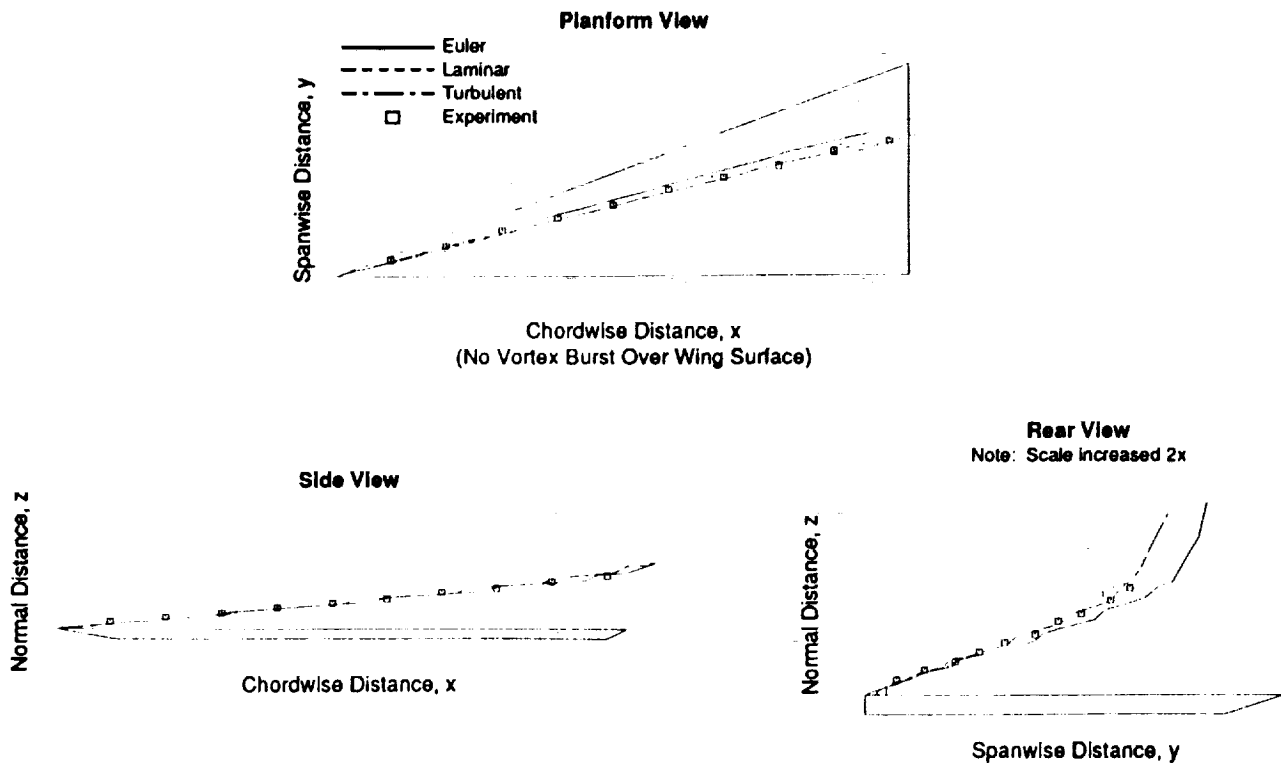 Planform View
Euler
Laminar
Turbulent
Experiment
Spanwise Distance, y
Chordwise Distance, x
(No Vortex Burst Over Wing Surface)
Side View
Normal Distance, z
Chordwise Distance, x
Rear View
Note: Scale increased 2x
Normal Distance, z
Spanwise Distance, y